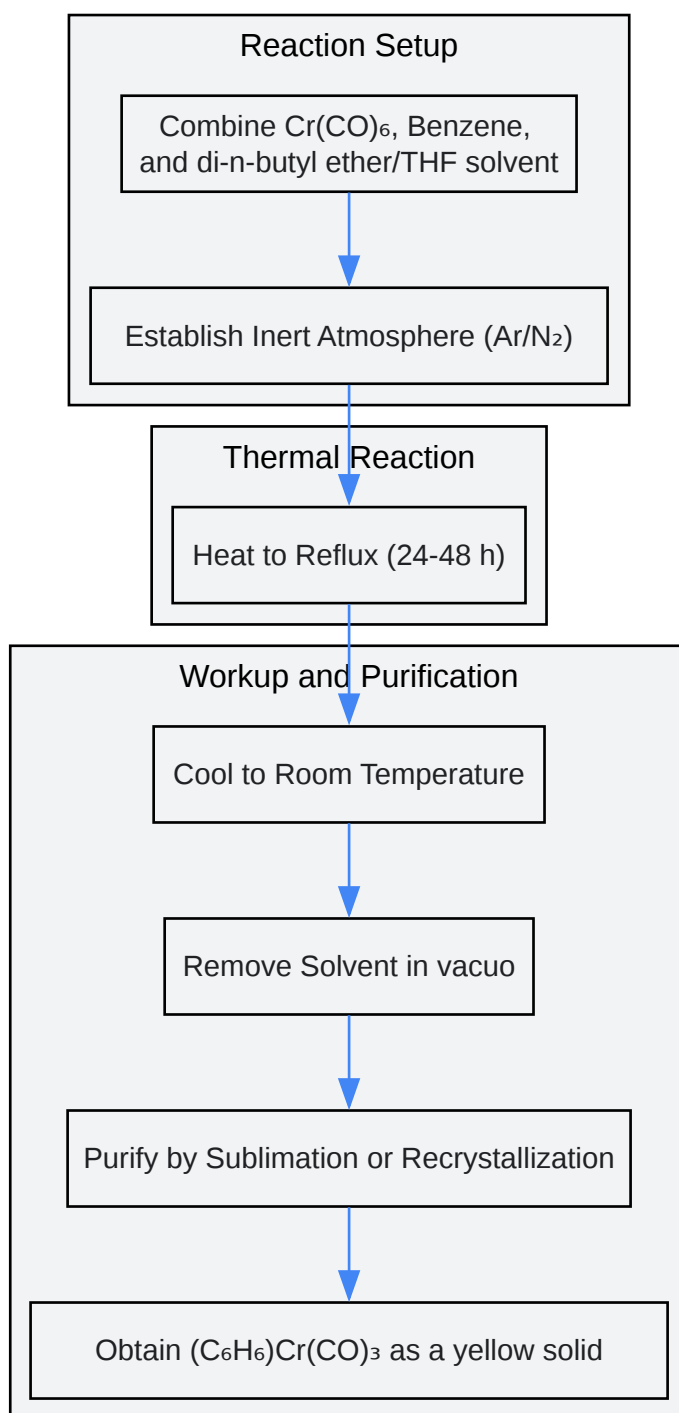 Reaction Setup
Combine Cr(CO)₆, Benzene,
and di-n-butyl ether/THF solvent
Establish Inert Atmosphere (Ar/N₂)
Thermal Reaction
Heat to Reflux (24-48 h)
Workup and Purification
Cool to Room Temperature
Remove Solvent in vacuo
Purify by Sublimation or Recrystallization
Obtain (C₆H₆)Cr(CO)₃ as a yellow solid